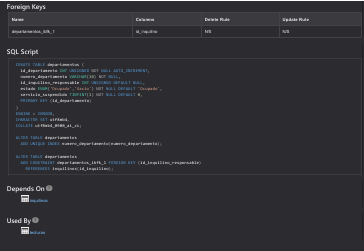 Foreign Keys
Name Columns Delete Rule Update Rule
departamentos_ibfk_1 id_inquilino N/S N/S
SQL Script
CREATE TABLE departamentos (
id_departamento INT UNSIGNED NOT NULL AUTO_INCREMENT,
numero_departamento VARCHAR(10) NOT NULL,
id_inquilino_responsable INT UNSIGNED DEFAULT NULL,
estado ENUM('Ocupado','Vacio') NOT NULL DEFAULT 'Ocupado',
servicio_suspendido TINYINT(1) NOT NULL DEFAULT 0,
PRIMARY KEY (id_departamento)
)
ENGINE = INNODB,
CHARACTER SET utf8mb4,
COLLATE utf8mb4_0900_ai_ci;
ALTER TABLE departamentos
ADD UNIQUE INDEX numero_departamento(numero_departamento);
ALTER TABLE departamentos
ADD CONSTRAINT departamentos_ibfk_1 FOREIGN KEY (id_inquilino_responsable)
REFERENCES inquilinos(id_inquilino);
Depends On
inquilinos
Used By
lecturas